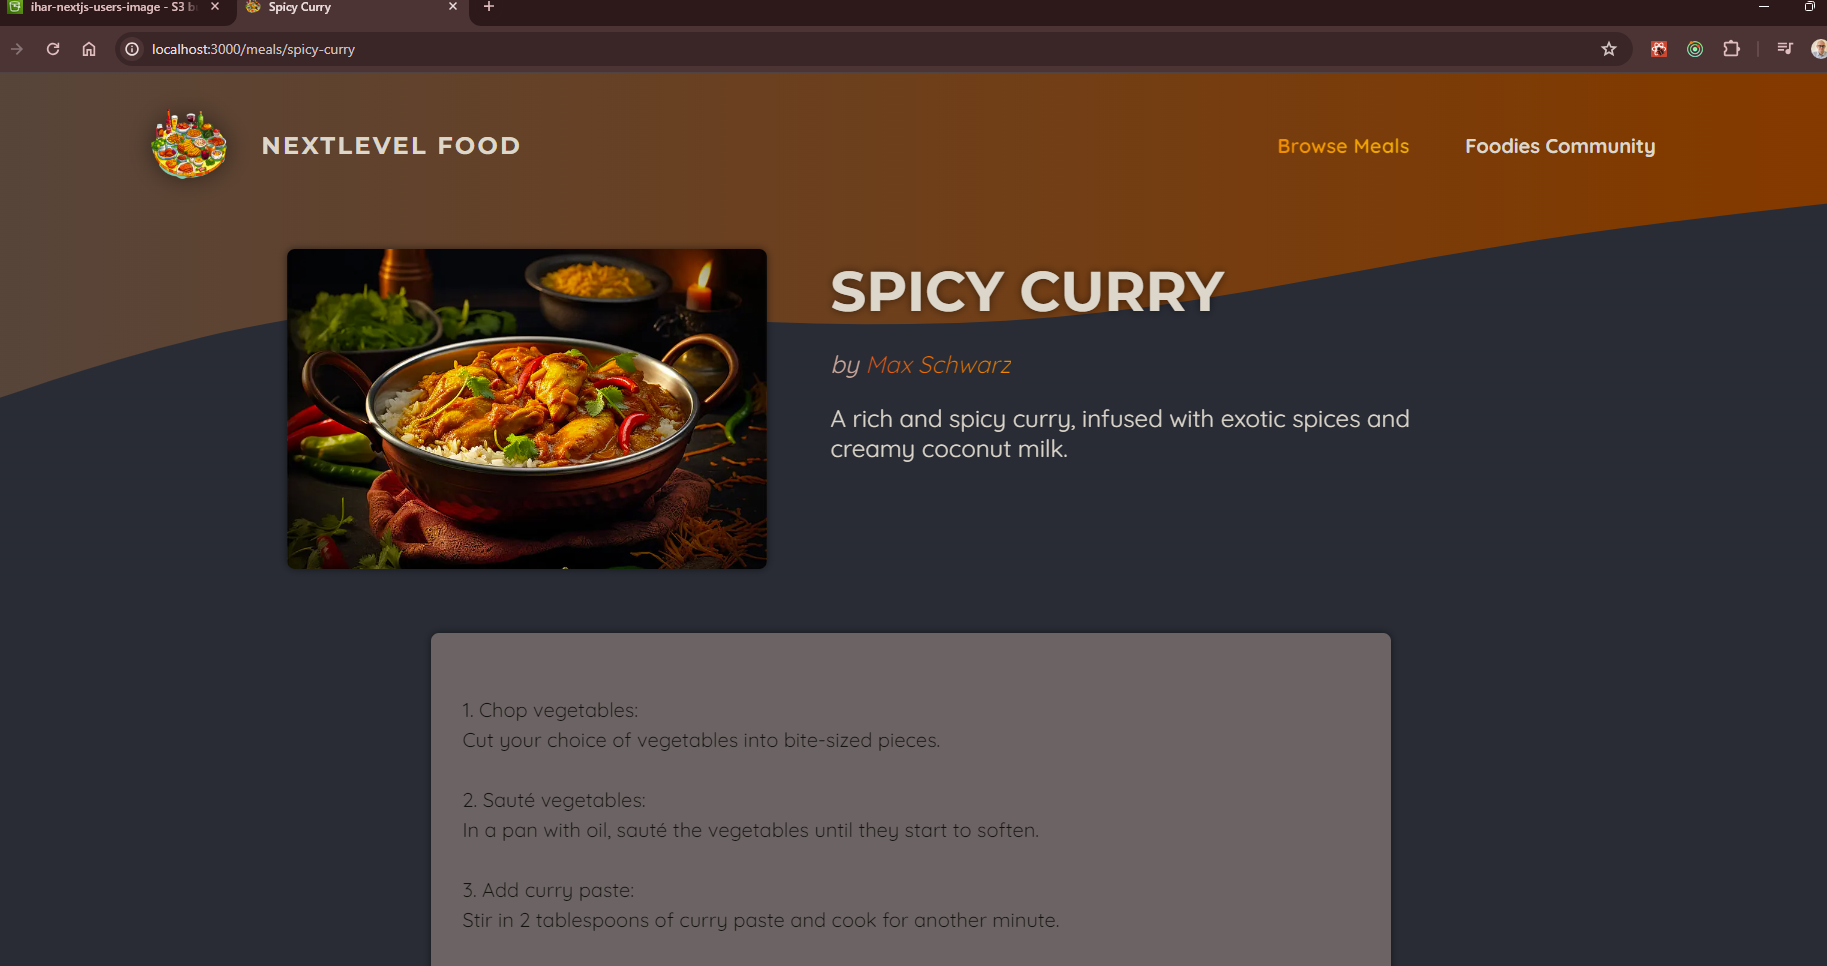 ihar-nextjs-users-image - S3 b
Spicy Curry
localhost:3000/meals/spicy-curry
NEXTLEVEL FOOD
Browse Meals
Foodies Community
SPICY CURRY
by Max Schwarz
A rich and spicy curry, infused with exotic spices and
creamy coconut milk.
1. Chop vegetables:
Cut your choice of vegetables into bite-sized pieces.
2. Sauté vegetables:
In a pan with oil, sauté the vegetables until they start to soften.
3. Add curry paste:
Stir in 2 tablespoons of curry paste and cook for another minute.